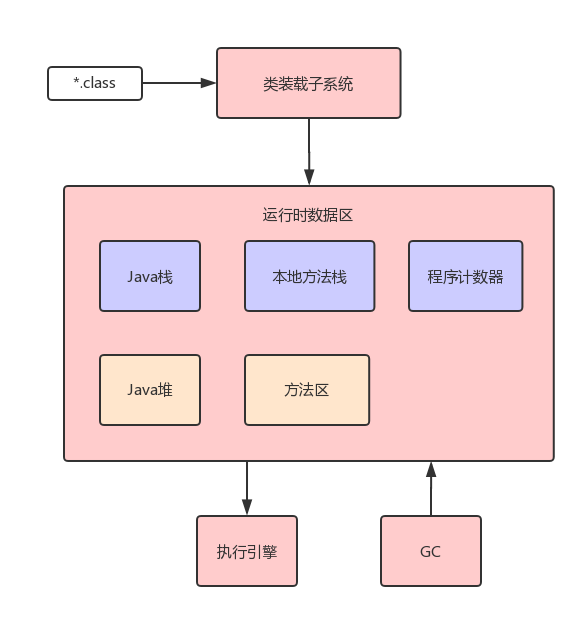 *.class
类装载子系统
运行时数据区
Java栈
本地方法栈
程序计数器
Java堆
方法区
执行引擎
GC